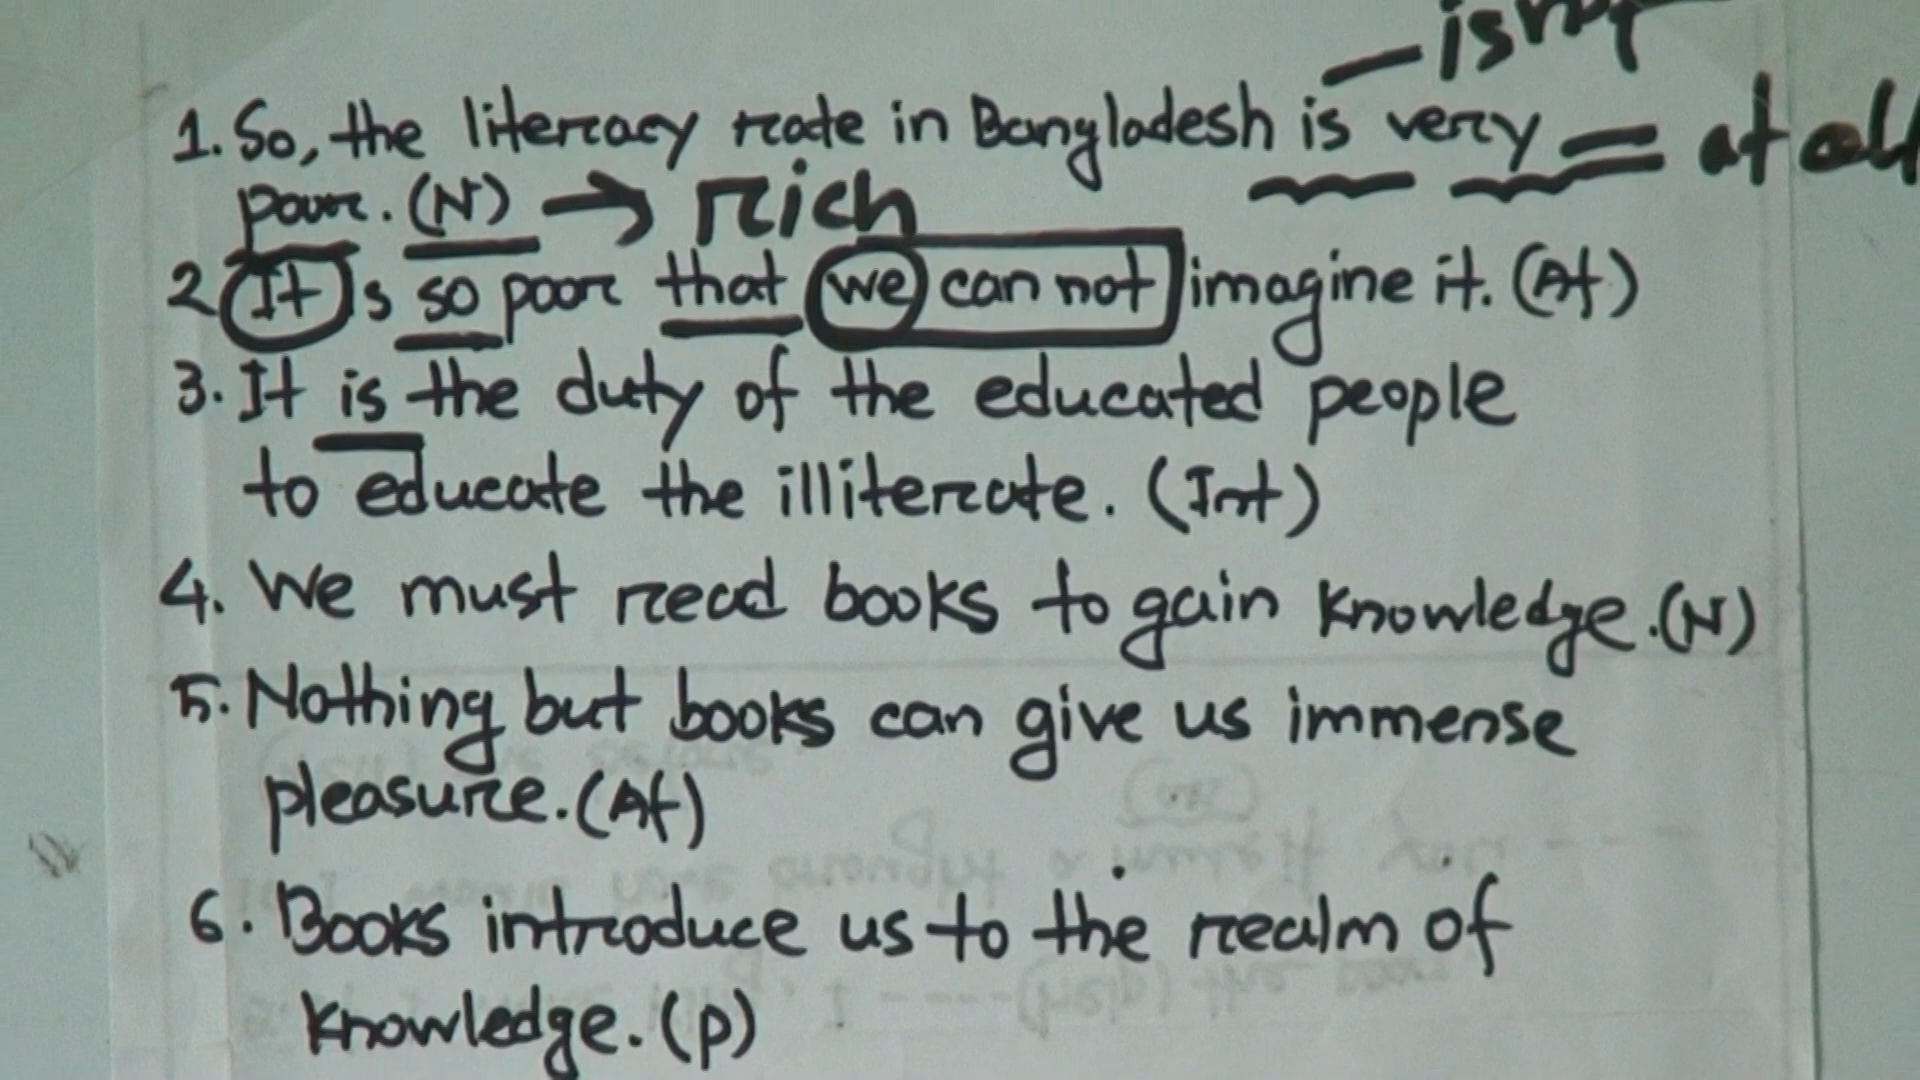 — isnot
1. So, the literacy rate in Bangladesh is very = at all
poor. (N) → rich
2 It is so poor that we can not imagine it. (Af)
3. It is the duty of the educated people
to educate the illiterate. (Int)
4. We must read books to gain knowledge. (N)
5. Nothing but books can give us immense
pleasure. (Af)
6. Books introduce us to the realm of
knowledge. (p)